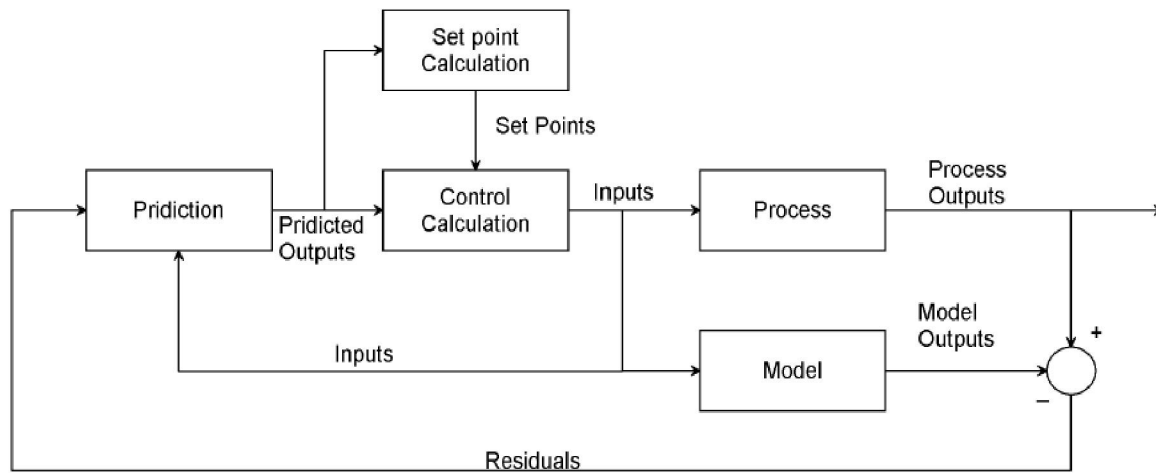 Set point
Calculation
Set Points
Pridiction
Pridicted
Outputs
Control
Calculation
Inputs
Process
Process
Outputs
Inputs
Model
Model
Outputs
+
–
Residuals